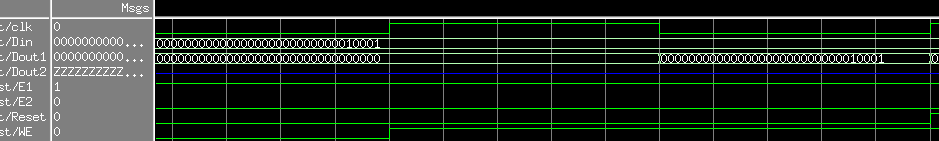 Msgs
t/clk 0
t/Din 0000000000... 00000000000000000000000000010001
t/Dout1 0000000000... 00000000000000000000000000000000 00000000000000000000000000010001 0
t/Dout2 ZZZZZZZZZZ...
st/E1 1
st/E2 0
t/Reset 0
st/WE 0